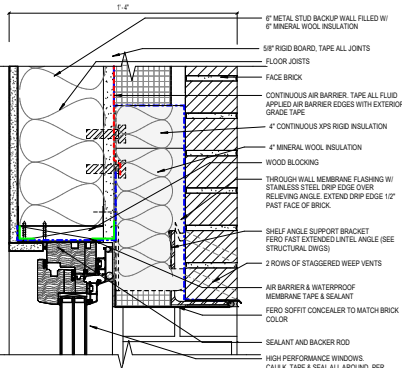 1'-4"
6" METAL STUD BACKUP WALL FILLED W/
6" MINERAL WOOL INSULATION
5/8" RIGID BOARD, TAPE ALL JOINTS
FLOOR JOISTS
FACE BRICK
CONTINUOUS AIR BARRIER. TAPE ALL FLUID
APPLIED AIR BARRIER EDGES WITH EXTERIOR
GRADE TAPE
4" CONTINUOUS XPS RIGID INSULATION
4" MINERAL WOOL INSULATION
WOOD BLOCKING
THROUGH WALL MEMBRANE FLASHING W/
STAINLESS STEEL DRIP EDGE OVER
RELIEVING ANGLE. EXTEND DRIP EDGE 1/2"
PAST FACE OF BRICK.
SHELF ANGLE SUPPORT BRACKET
FERO FAST EXTENDED LINTEL ANGLE (SEE
STRUCTURAL DWGS)
2 ROWS OF STAGGERED WEEP VENTS
AIR BARRIER & WATERPROOF
MEMBRANE TAPE & SEALANT
FERO SOFFIT CONCEALER TO MATCH BRICK
COLOR
SEALANT AND BACKER ROD
HIGH PERFORMANCE WINDOWS.
CAULK, TAPE & SEAL ALL AROUND, PER